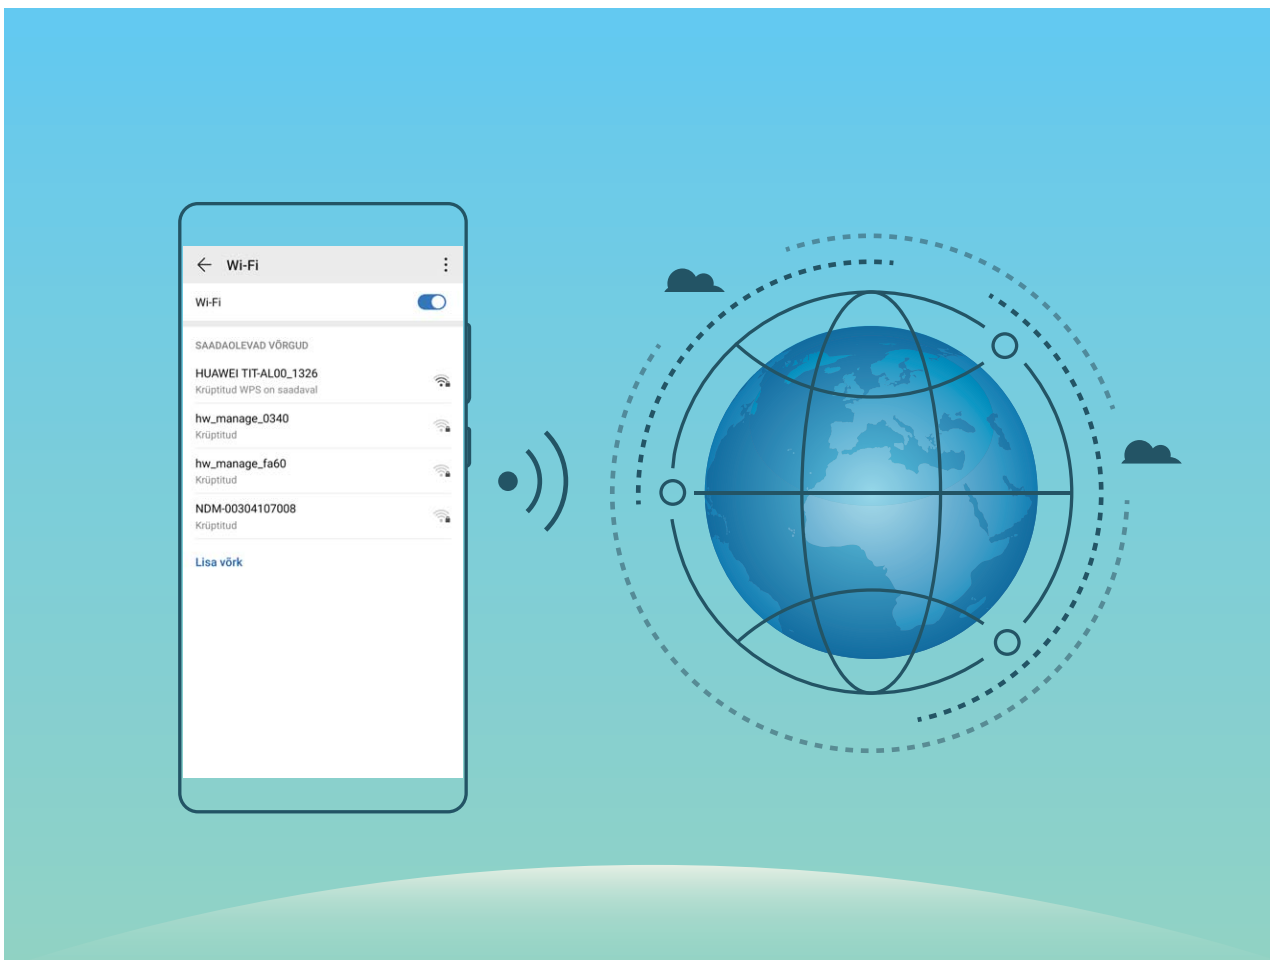 Wi-Fi
Wi-Fi
SAADAOLEVAD VÕRGUD
HUAWEI TIT-AL00_1326
Krüptitud WPS on saadaval
hw_manage_0340
Krüptitud
hw_manage_fa60
Krüptitud
NDM-00304107008
Krüptitud
Lisa võrk